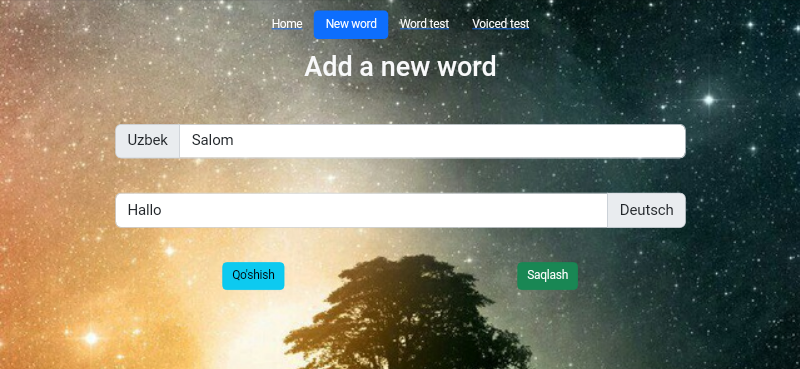 Home New word Word test Voiced test
Add a new word
Uzbek Salom
Hallo Deutsch
Qo'shish Saqlash